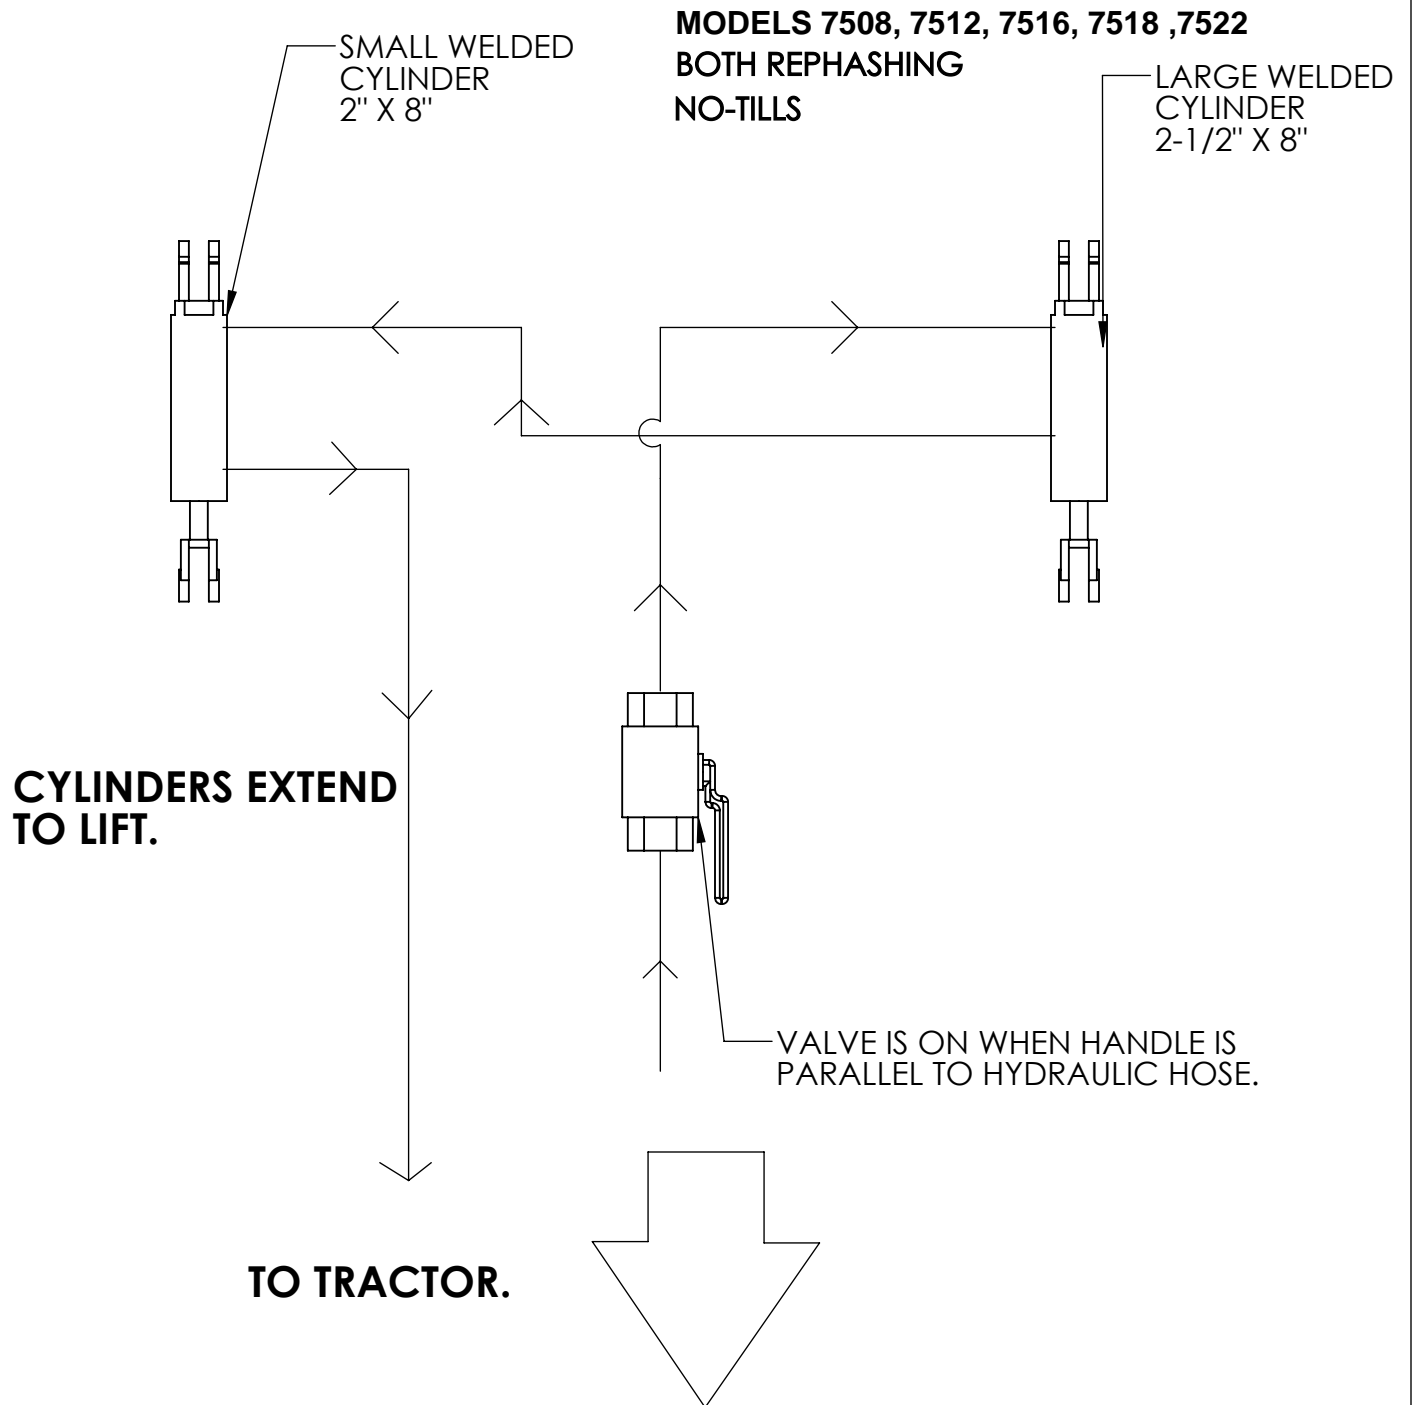 MODELS 7508, 7512, 7516, 7518 ,7522
BOTH REPHASHING
NO-TILLS
SMALL WELDED
CYLINDER
2" X 8"
LARGE WELDED
CYLINDER
2-1/2" X 8"
CYLINDERS EXTEND
TO LIFT.
VALVE IS ON WHEN HANDLE IS
PARALLEL TO HYDRAULIC HOSE.
TO TRACTOR.